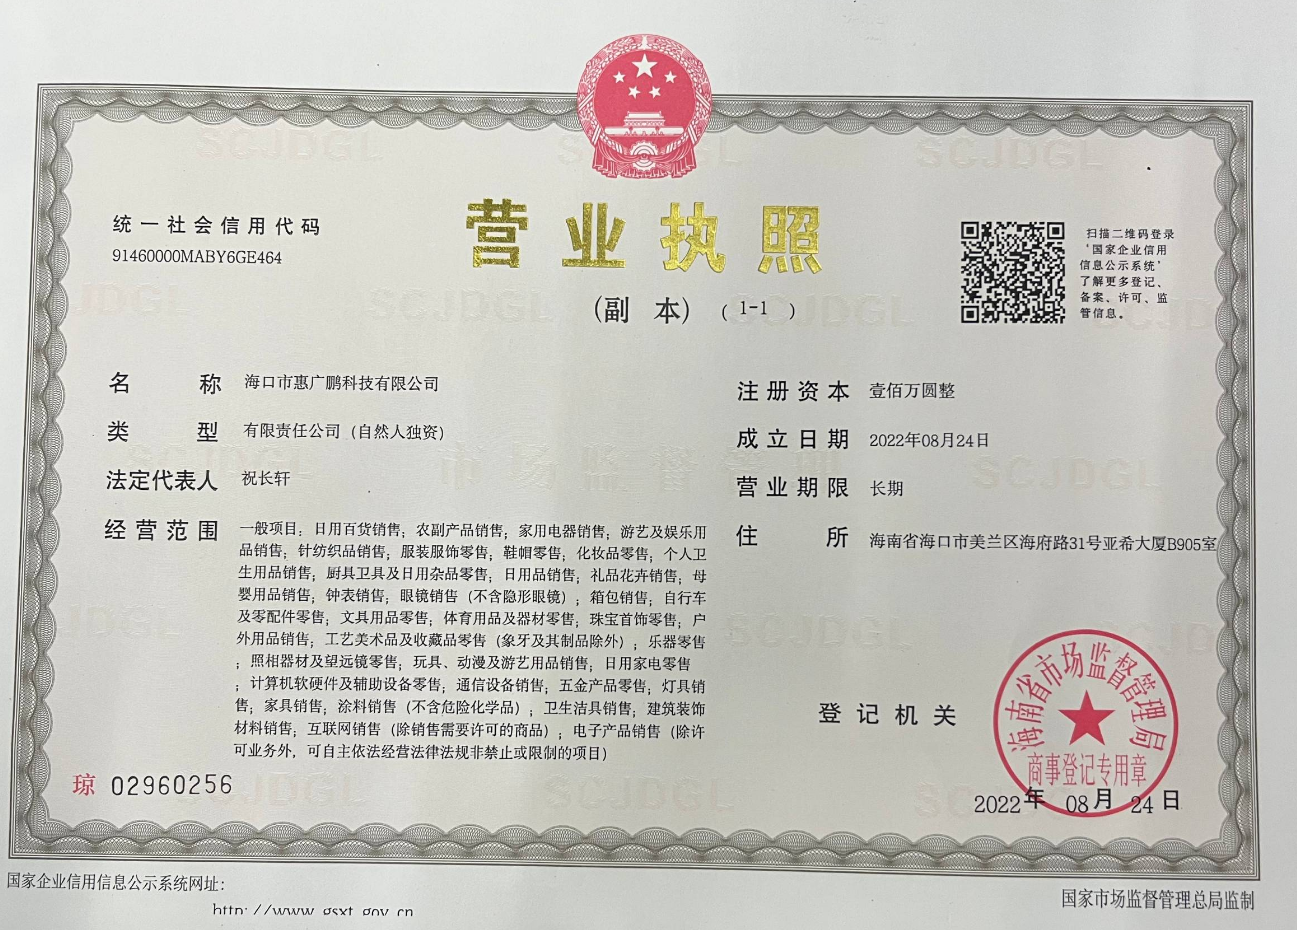 营业执照
(副 本) ( 1-1 )
统一社会信用代码
91460000MABY6GE464
扫描二维码登录
‘国家企业信用
信息公示系统’
了解更多登记、
备案、许可、监
管信息。
名 称 海口市惠广鹏科技有限公司
类 型 有限责任公司（自然人独资）
法定代表人 祝长轩
经营范围 一般项目：日用百货销售；农副产品销售；家用电器销售；游艺及娱乐用
品销售；针纺织品销售；服装服饰零售；鞋帽零售；化妆品零售；个人卫
生用品销售；厨具卫具及日用杂品零售；日用品销售；礼品花卉销售；母
婴用品销售；钟表销售；眼镜销售（不含隐形眼镜）；箱包销售；自行车
及零配件零售；文具用品零售；体育用品及器材零售；珠宝首饰零售；户
外用品销售；工艺美术品及收藏品零售（象牙及其制品除外）；乐器零售
；照相器材及望远镜零售；玩具、动漫及游艺用品销售；日用家电零售
；计算机软硬件及辅助设备零售；通信设备销售；五金产品零售；灯具销
售；家具销售；涂料销售（不含危险化学品）；卫生洁具销售；建筑装饰
材料销售；互联网销售（除销售需要许可的商品）；电子产品销售（除许
可业务外，可自主依法经营法律法规非禁止或限制的项目）
注册资本 壹佰万圆整
成立日期 2022年08月24日
营业期限 长期
住 所 海南省海口市美兰区海府路31号亚希大厦B905室
登记机关
海南省市场监督管理局
商事登记专用章
2022年 08月 24日
琼 02960256
国家企业信用信息公示系统网址：
http://www.gsxt.gov.cn
国家市场监督管理总局监制
SCJDGL
市场监督管理